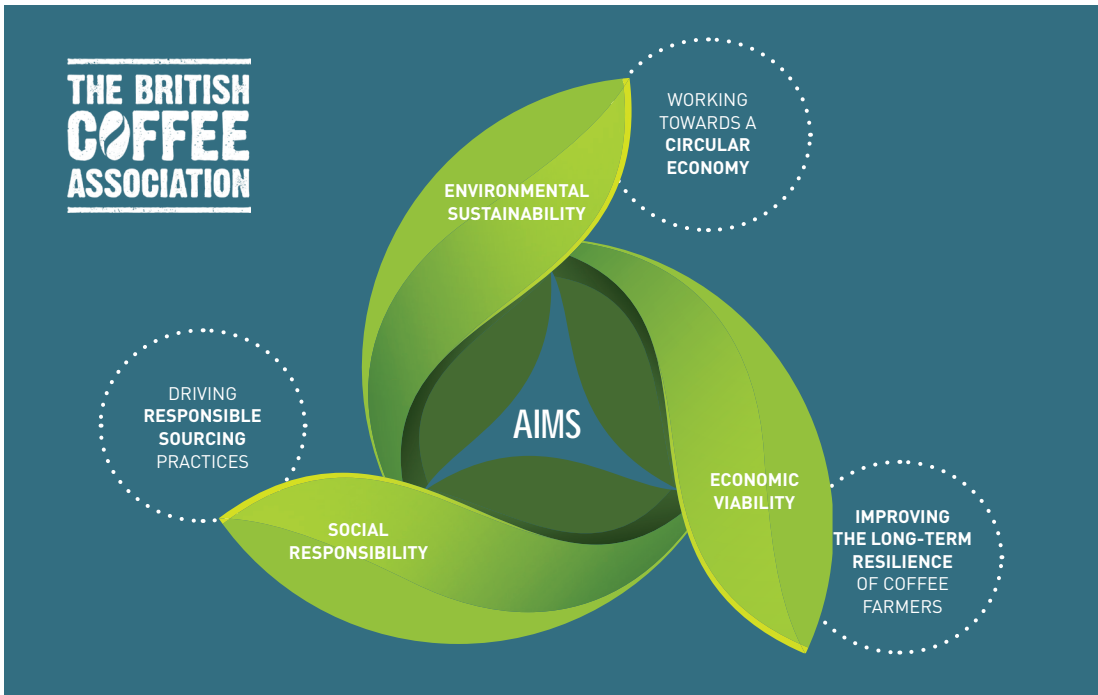 THE BRITISH
COFFEE
ASSOCIATION
WORKING
TOWARDS A
CIRCULAR
ECONOMY
ENVIRONMENTAL
SUSTAINABILITY
DRIVING
RESPONSIBLE
SOURCING
PRACTICES
AIMS
ECONOMIC
VIABILITY
SOCIAL
RESPONSIBILITY
IMPROVING
THE LONG-TERM
RESILIENCE
OF COFFEE
FARMERS